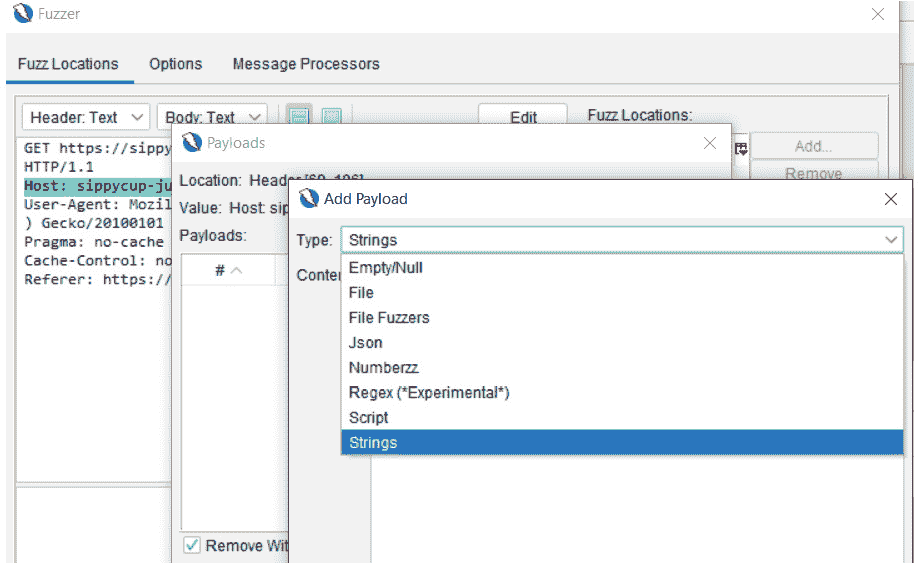 Fuzzer
Fuzz Locations Options Message Processors
Header: Text Body: Text Edit Fuzz Locations:
Add...
Remove
GET https://sippy
HTTP/1.1
Host: sippycup-ju
User-Agent: Mozil
) Gecko/20100101
Pragma: no-cache
Cache-Control: no
Referer: https://
Payloads
Location: Header
Value: Host: sip
Payloads:
#
Remove Wit
Add Payload
Type: Strings
Conten
Empty/Null
File
File Fuzzers
Json
Numberzz
Regex (*Experimental*)
Script
Strings